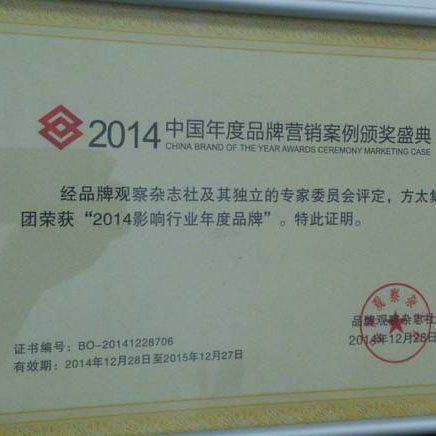 2014中国年度品牌营销案例颁奖盛典
CHINA BRAND OF THE YEAR AWARDS CEREMONY MARKETING CASE
经品牌观察杂志社及其独立的专家委员会评定，方太集
团荣获“2014影响行业年度品牌”。特此证明。
品牌观察杂志社
证书编号：BO-20141228706
2014年12月28日
有效期：2014年12月28日至2015年12月27日